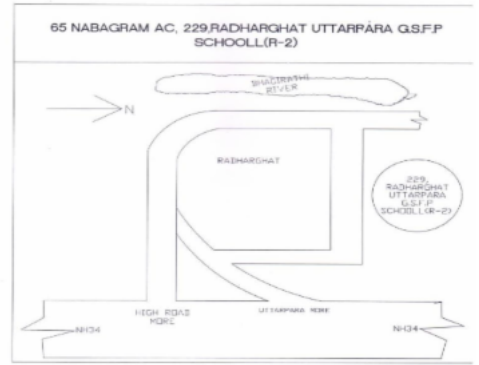 65 NABAGRAM AC, 229,RADHARGHAT UTTARPARA G.S.F.P
SCHOOLL(R-2)
BHAGIRATHI
RIVER
N
RADHARGHAT
229,
RADHARGHAT
UTTARPARA
G.S.F.P
SCHOOLL(R-2)
HIGH ROAD
MORE
UTTARPARA MORE
NH34
NH34